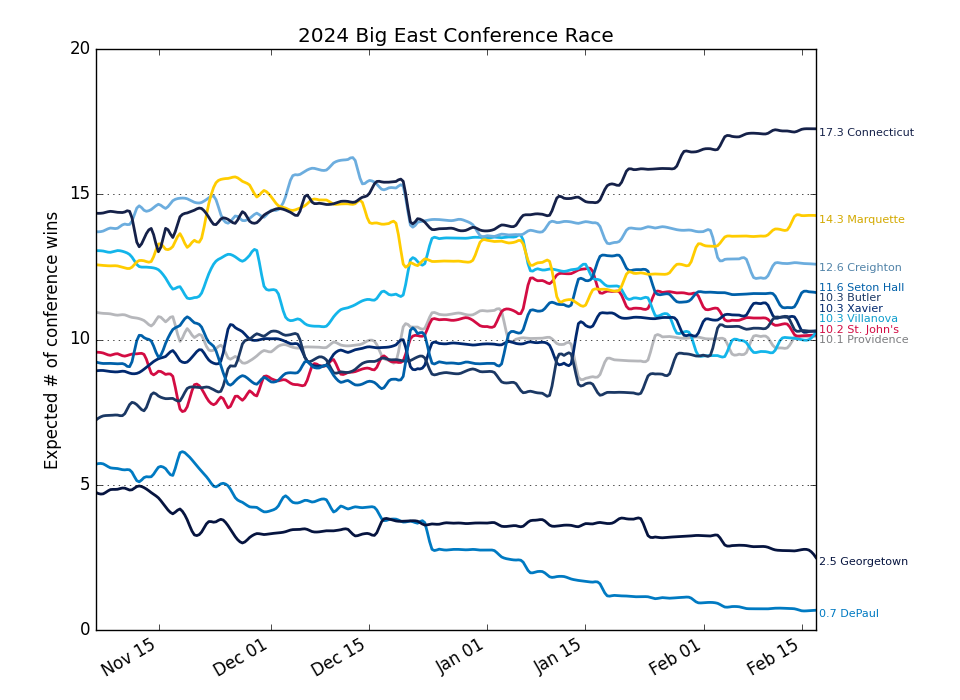 2024 Big East Conference Race
Expected # of conference wins
20
15
10
5
0
17.3 Connecticut
14.3 Marquette
12.6 Creighton
11.6 Seton Hall
10.3 Butler
10.3 Xavier
10.3 Villanova
10.2 St. John's
10.1 Providence
2.5 Georgetown
0.7 DePaul
Nov 15
Dec 01
Dec 15
Jan 01
Jan 15
Feb 01
Feb 15